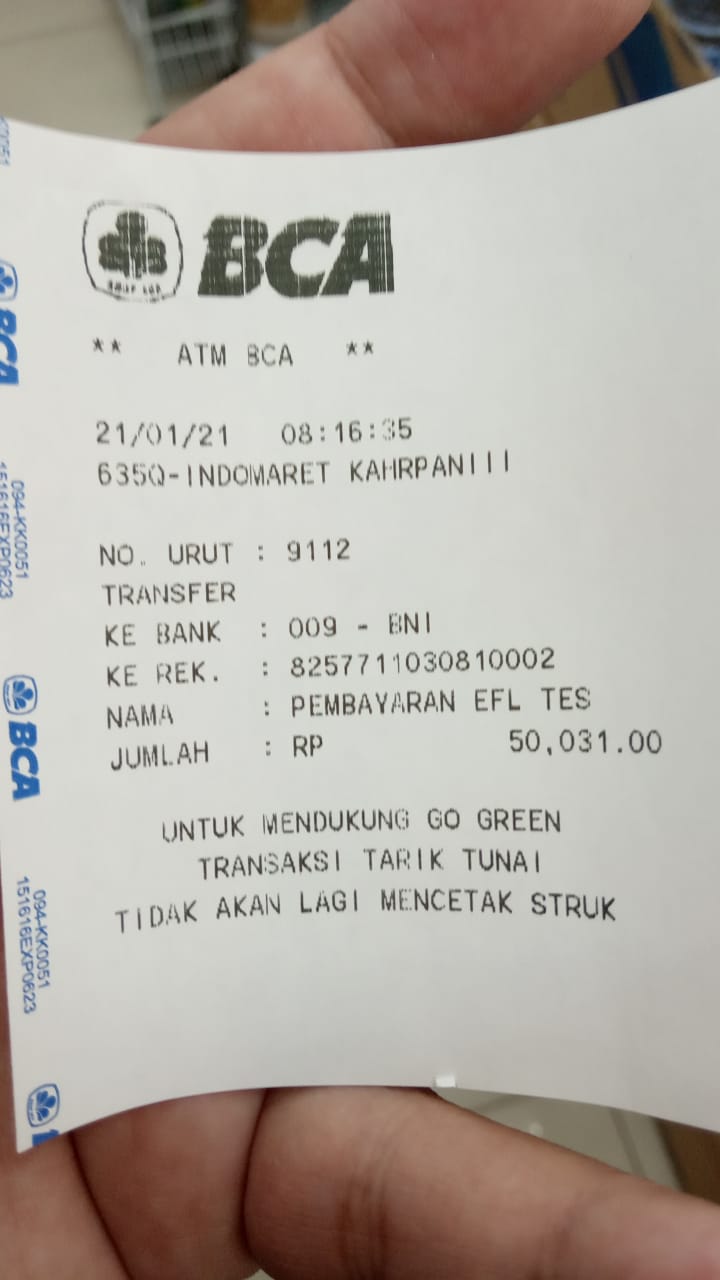 BCA
** ATM BCA **
21/01/21 08:16:35
635Q-INDOMARET KAHRPANIII
NO. URUT : 9112
TRANSFER
KE BANK : 009 - BNI
KE REK. : 8257711030810002
NAMA : PEMBAYARAN EFL TES
JUMLAH : RP 50,031.00
UNTUK MENDUKUNG GO GREEN
TRANSAKSI TARIK TUNAI
TIDAK AKAN LAGI MENCETAK STRUK
BCA
094-KK0051
151616EXP0623
BCA
094-KK0051
151616EXP0623